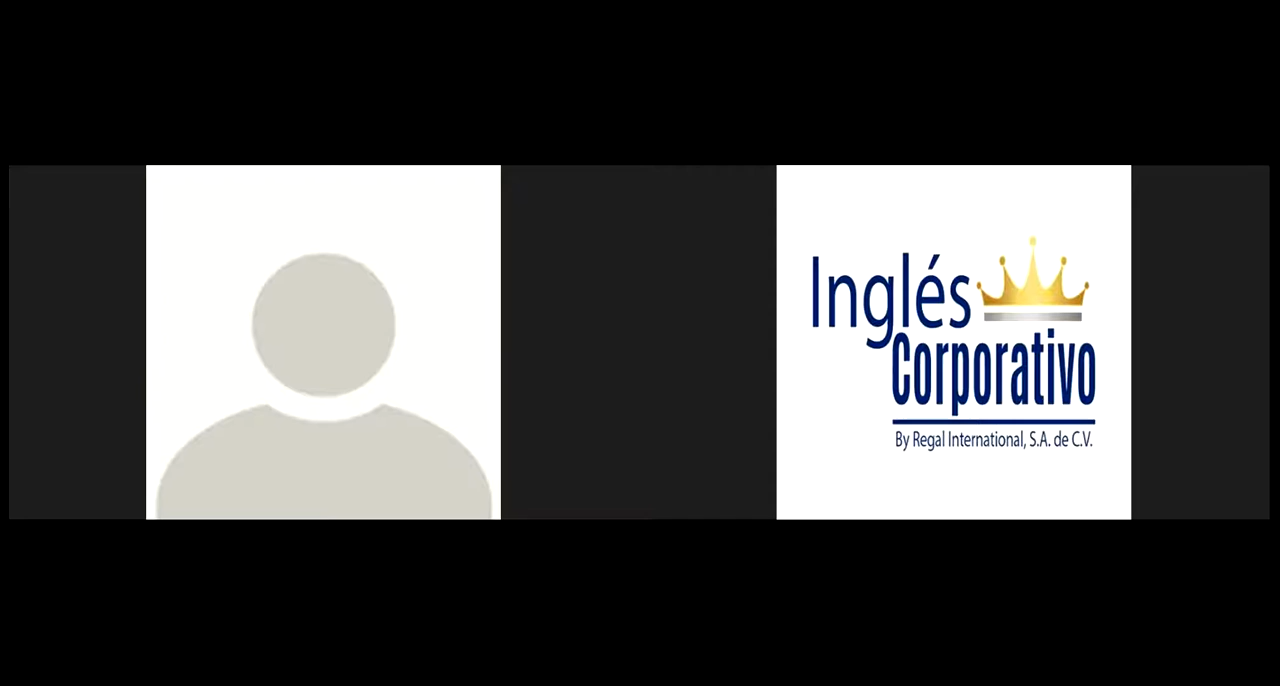 Inglés
Corporativo
By Regal International, S.A. de C.V.